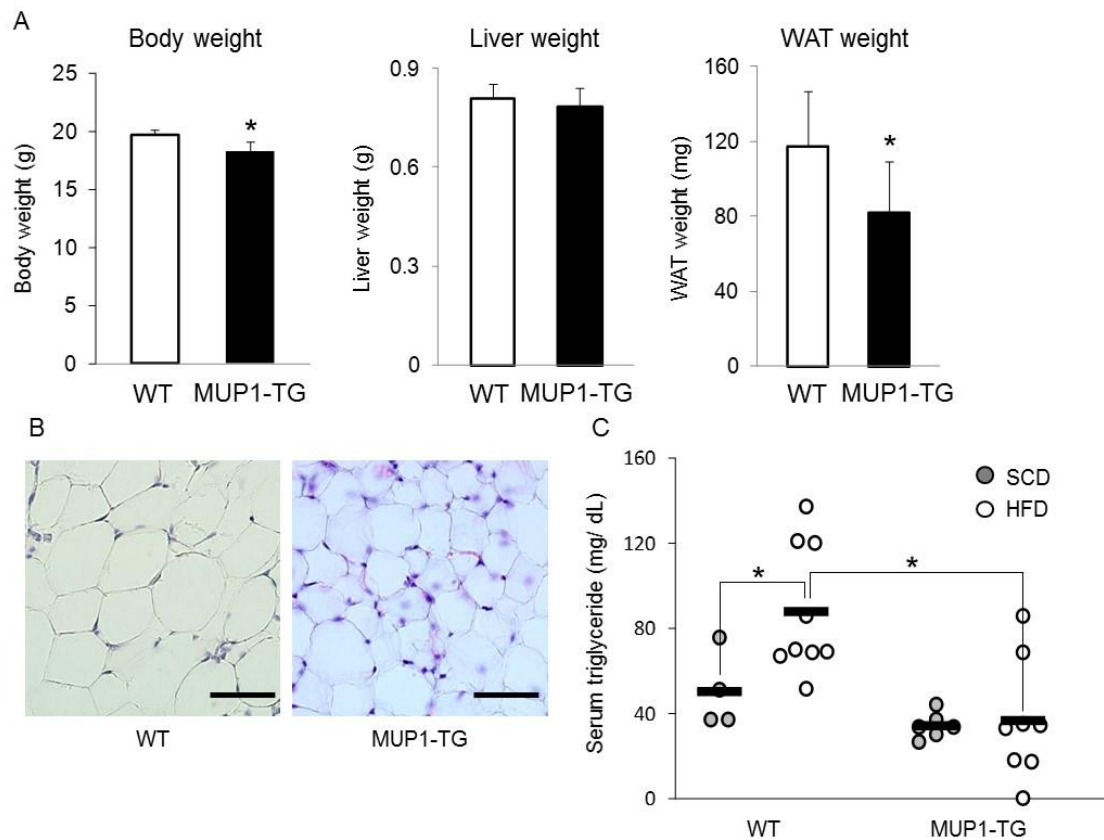 A
Body weight
Liver weight
WAT weight
Body weight (g)
25
20
15
10
5
0
*
WT
MUP1-TG
Liver weight (g)
0.9
0.6
0.3
0
WT
MUP1-TG
WAT weight (mg)
160
120
80
40
0
*
WT
MUP1-TG
B
WT
MUP1-TG
C
Serum triglyceride (mg/ dL)
160
120
80
40
0
SCD
HFD
*
*
WT
MUP1-TG